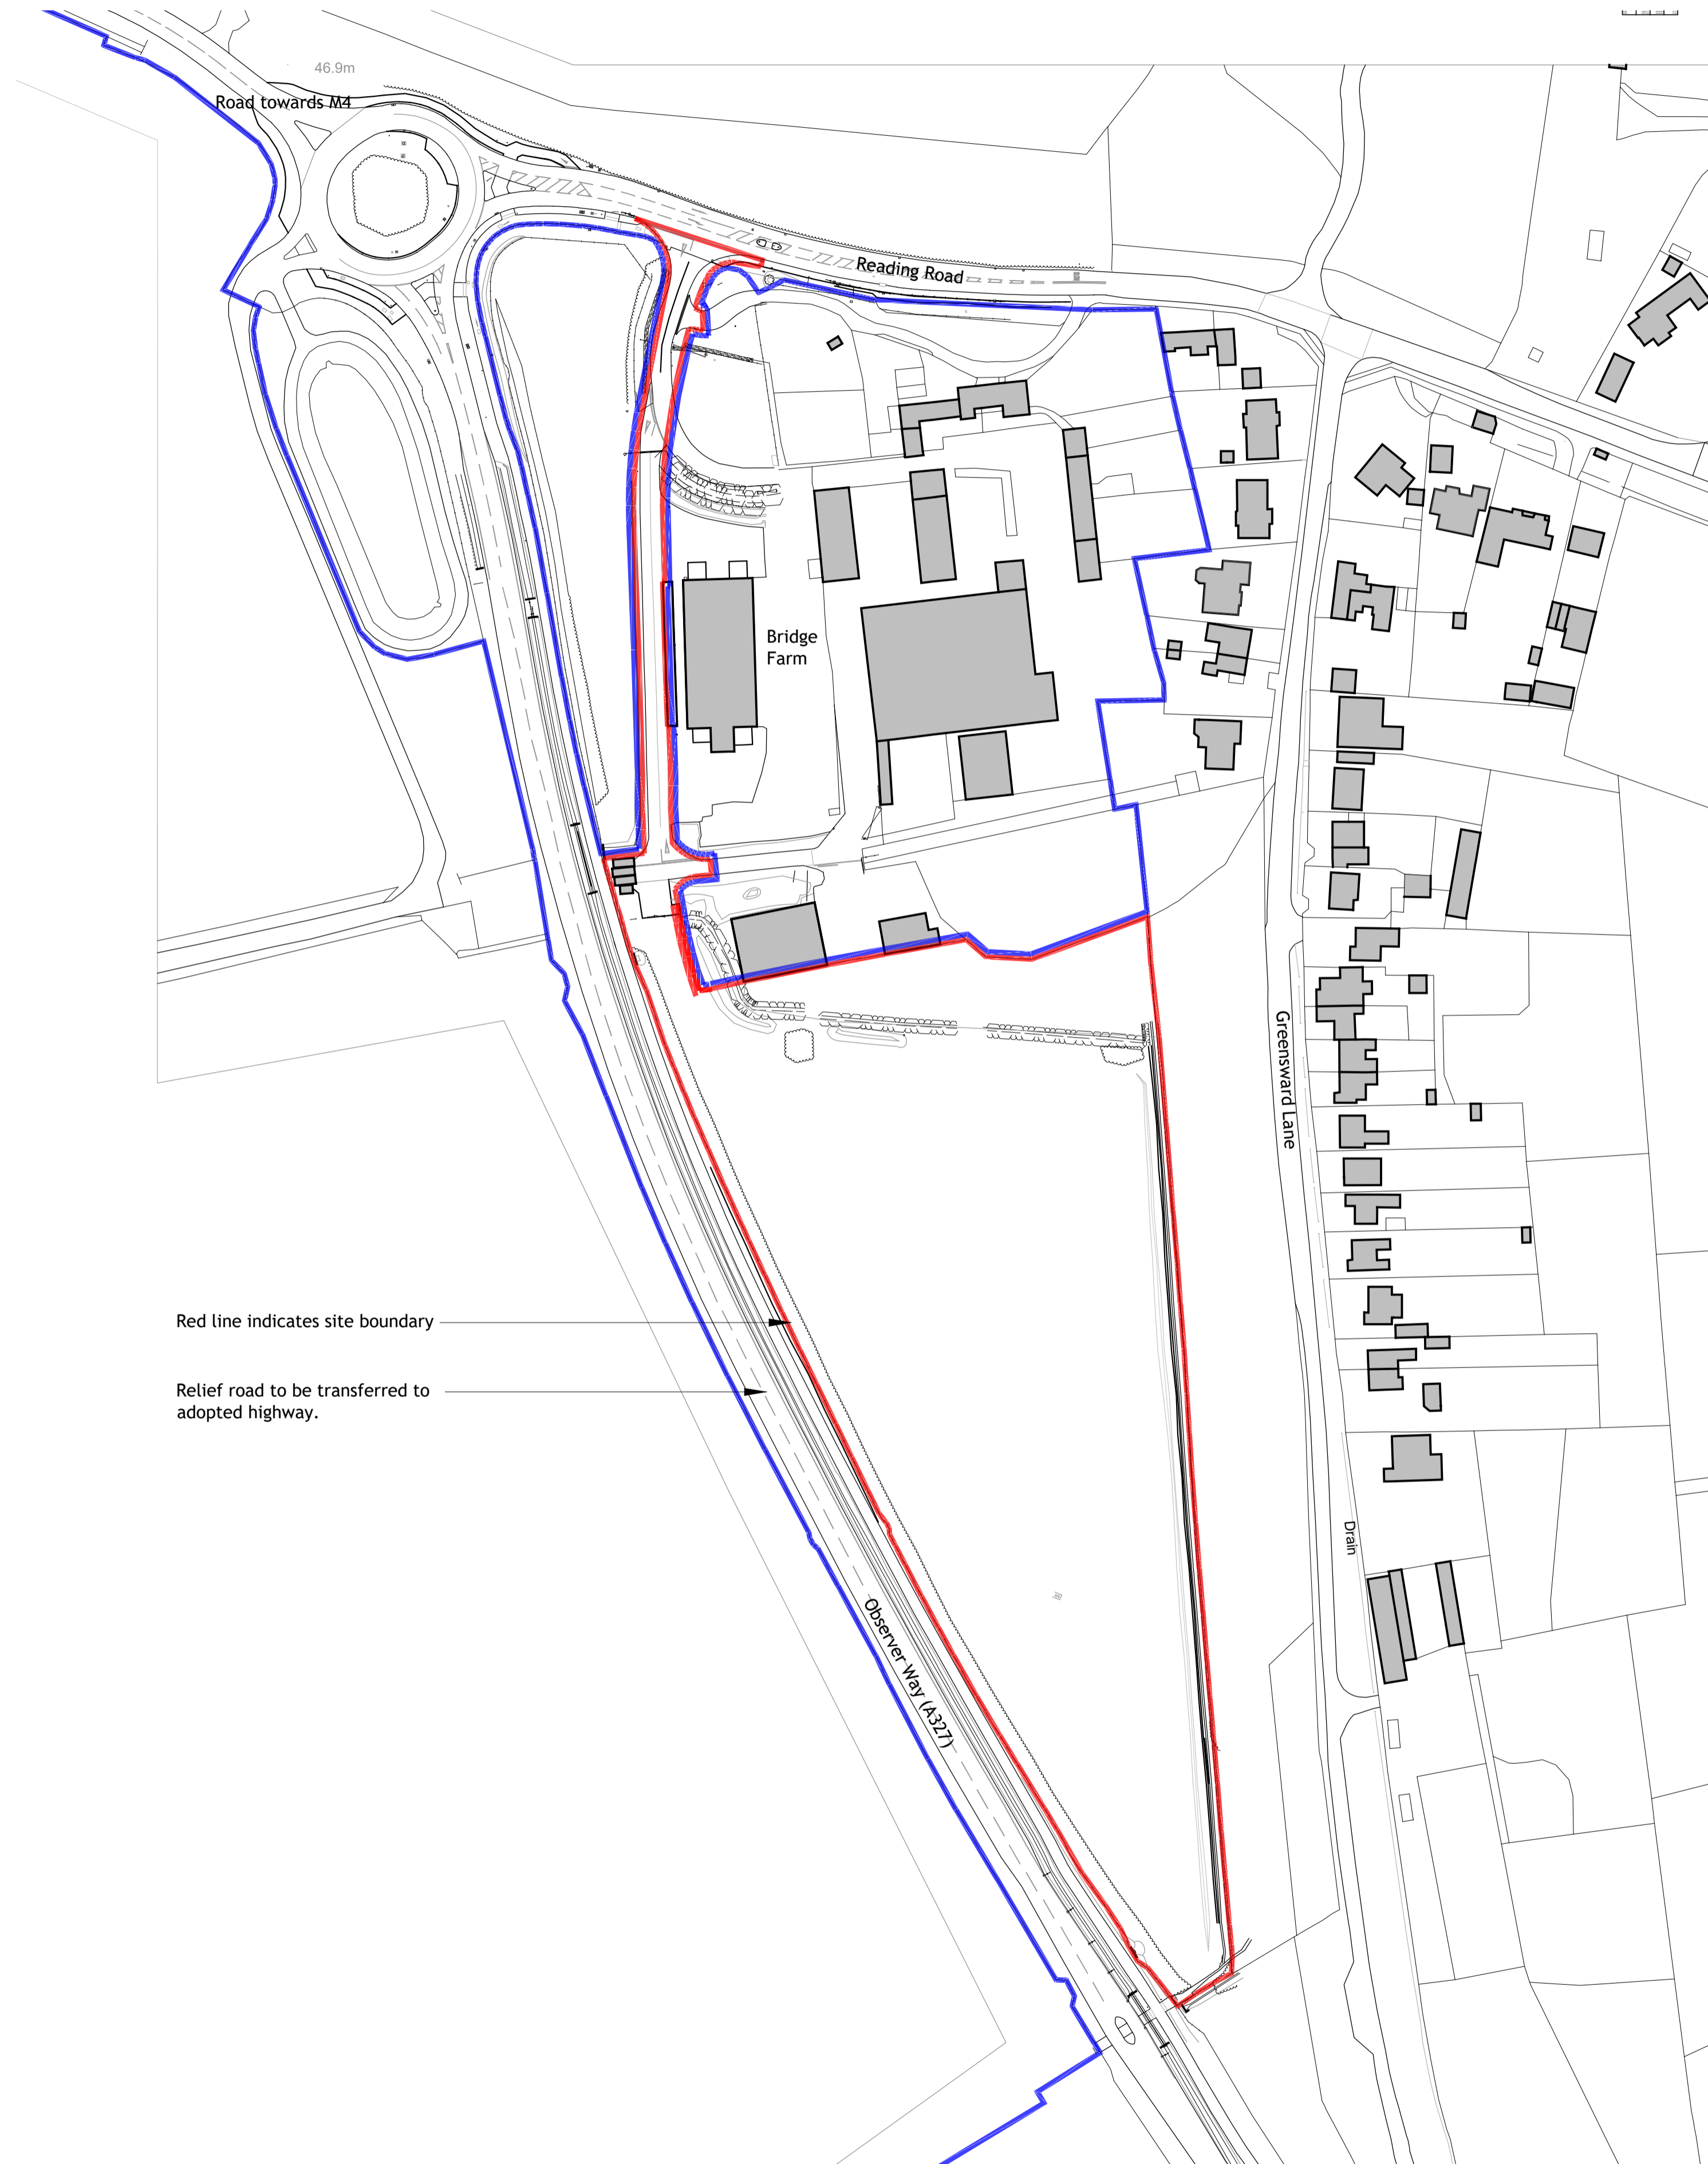 46.9m
Road towards M4
Reading Road
Bridge
Farm
Greensward Lane
Red line indicates site boundary
Relief road to be transferred to
adopted highway.
Drain
Observer Way (A327)